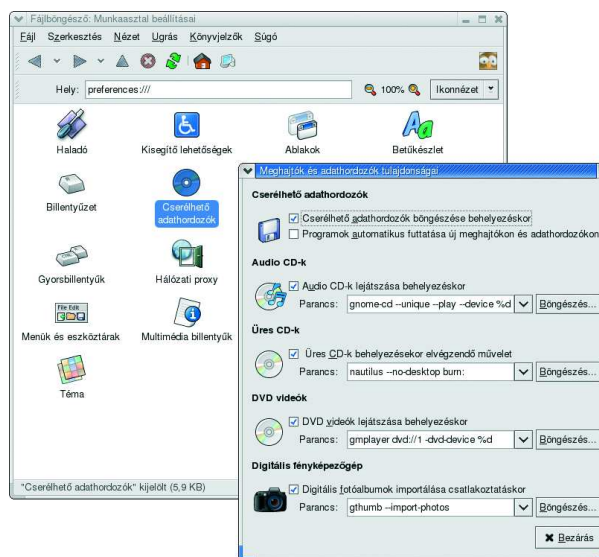 Fájlböngésző: Munkaasztal beállításai
Fájl Szerkesztés Nézet Ugrás Könyvjelzők Súgó
Hely: preferences:/// 100% Ikonnézet
Haladó Kisegítő lehetőségek Ablakok Betűkészlet
Billentyűzet Cserélhető adathordozók
Gyorsbillentyűk Hálózati proxy
File Edit
Menük és eszköztárak Multimédia billentyűk
Téma
"Cserélhető adathordozók" kijelölt (5,9 KB)
Meghajtók és adathordozók tulajdonságai
Cserélhető adathordozók
Cserélhető adathordozók böngészése behelyezéskor
Programok automatikus futtatása új meghajtókon és adathordozókon
Audio CD-k
Audio CD-k lejátszása behelyezéskor
Parancs: gnome-cd --unique --play --device %d Böngészés...
Üres CD-k
Üres CD-k behelyezésekor elvégzendő művelet
Parancs: nautilus --no-desktop burn: Böngészés...
DVD videók
DVD videók lejátszása behelyezéskor
Parancs: gmplayer dvd://1 -dvd-device %d Böngészés...
Digitális fényképezőgép
Digitális fotóalbumok importálása csatlakoztatáskor
Parancs: gthumb --import-photos Böngészés...
Bezárás